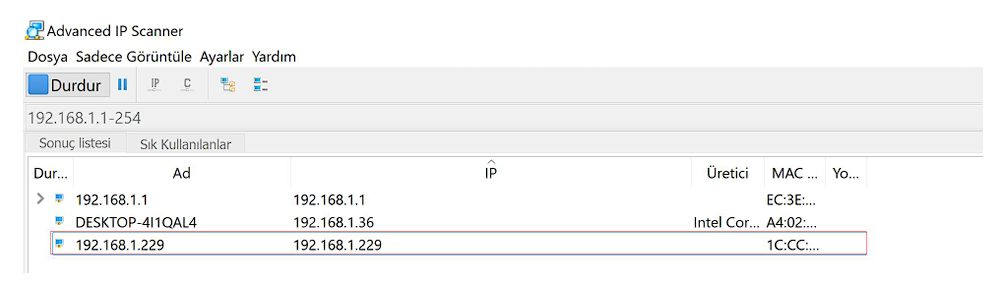 Advanced IP Scanner
Dosya Sadece Görüntüle Ayarlar Yardım
Durdur IP C
192.168.1.1-254
Sonuç listesi Sık Kullanılanlar
Dur... Ad IP Üretici MAC ... Yo...
192.168.1.1 192.168.1.1 EC:3E:...
DESKTOP-4I1QAL4 192.168.1.36 Intel Cor... A4:02:...
192.168.1.229 192.168.1.229 1C:CC:...